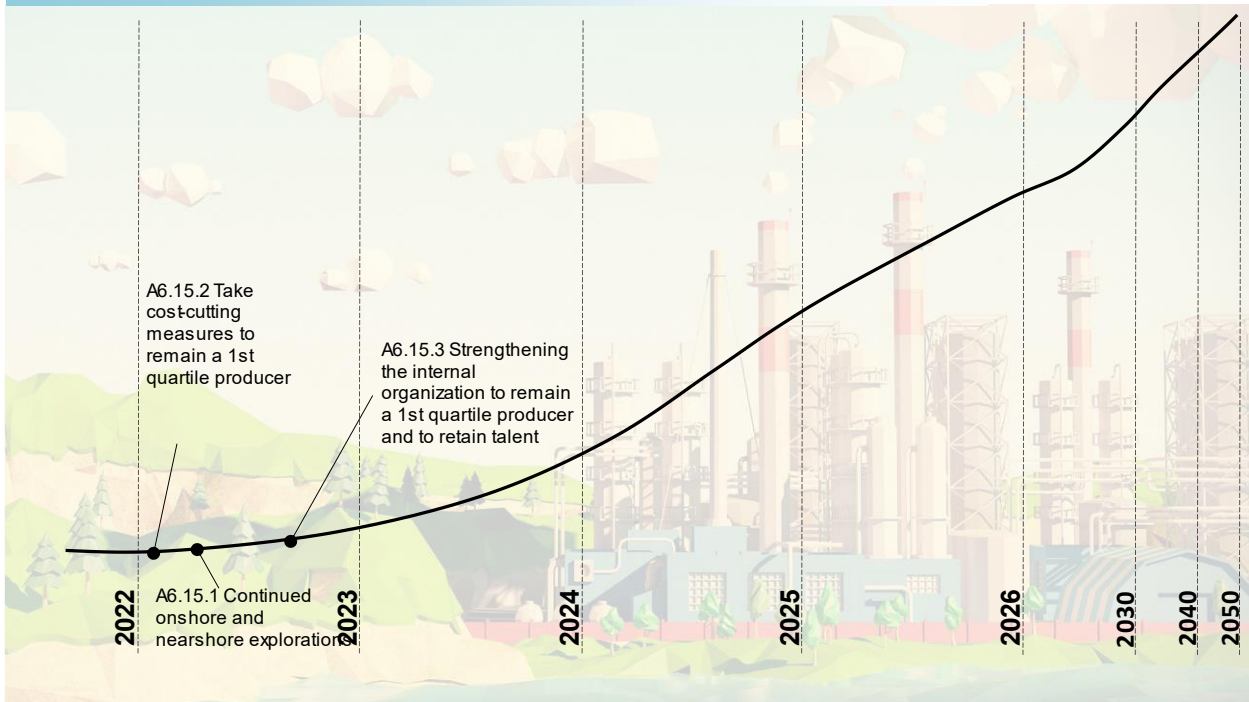 A6.15.2 Take
cost-cutting
measures to
remain a 1st
quartile producer
A6.15.3 Strengthening
the internal
organization to remain
a 1st quartile producer
and to retain talent
A6.15.1 Continued
onshore and
nearshore explorations
2022
2023
2024
2025
2026
2030
2040
2050